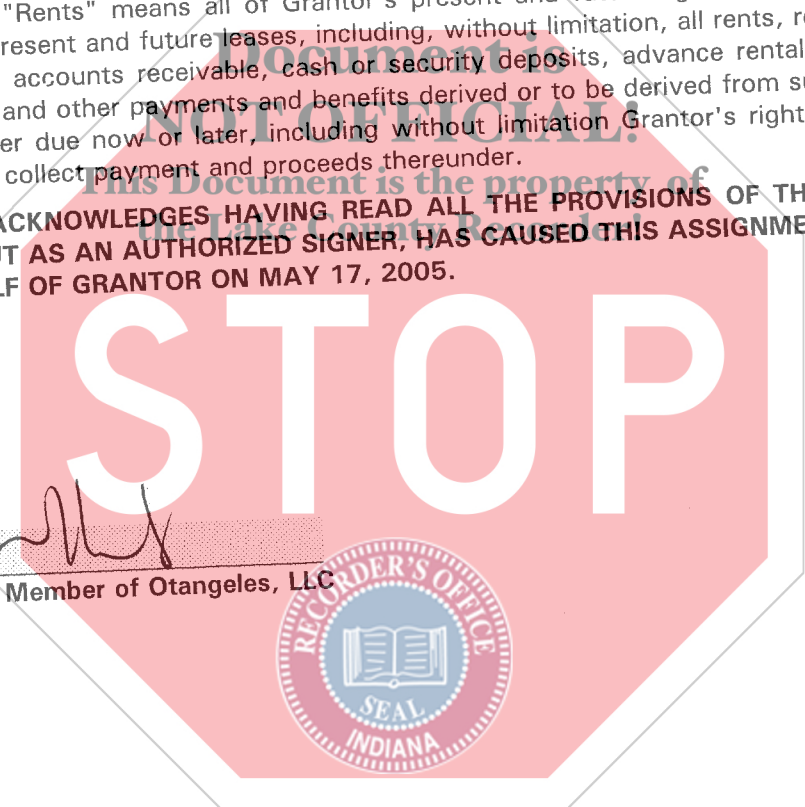 "Rents" means all of Grantor's present and
resent and future leases, including, without limitation, all rents, r
accounts receivable, cash or security deposits, advance rental
and other payments and benefits derived or to be derived from su
er due now or later, including without limitation Grantor's right
collect payment and proceeds thereunder.
ACKNOWLEDGES HAVING READ ALL THE PROVISIONS OF TH
UT AS AN AUTHORIZED SIGNER, HAS CAUSED THIS ASSIGNME
LF OF GRANTOR ON MAY 17, 2005.
Document is
NOT OFFICIAL!
This Document is the property of
the Lake County Recorder!
STOP
Member of Otangeles, LLC
RECORDER'S OFFICE
SEAL
INDIANA